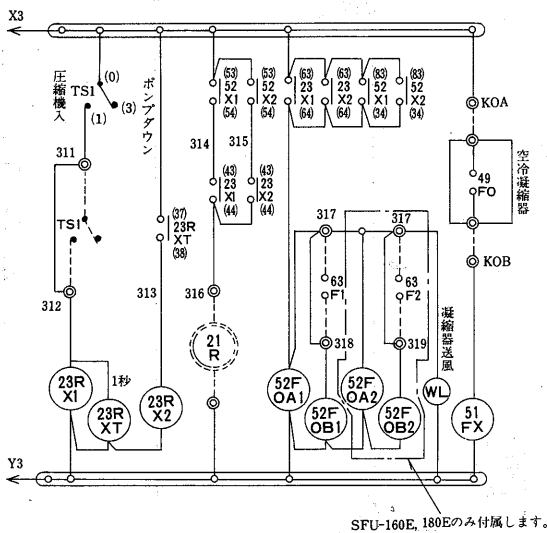 X3
圧縮機入
TS1
(0)
(1)
(3)
ポンプダウン
(53)
52
X1
(54)
(53)
52
X2
(54)
(63)
23
X1
(64)
(63)
23
X2
(64)
(83)
52
X1
(34)
(83)
52
X2
(34)
KOA
314
315
311
(43)
23
X1
(44)
(43)
23
X2
(44)
49
FO
空冷凝縮器
TS1
(37)
23R
XT
(38)
317
317
KOB
312
313
316
63
F1
63
F2
318
319
凝縮器送風
21
R
23R
X1
1秒
23R
XT
23R
X2
52F
OA1
52F
OB1
52F
OA2
52F
OB2
WL
51
FX
Y3
SFU-160E, 180Eのみ付属します。